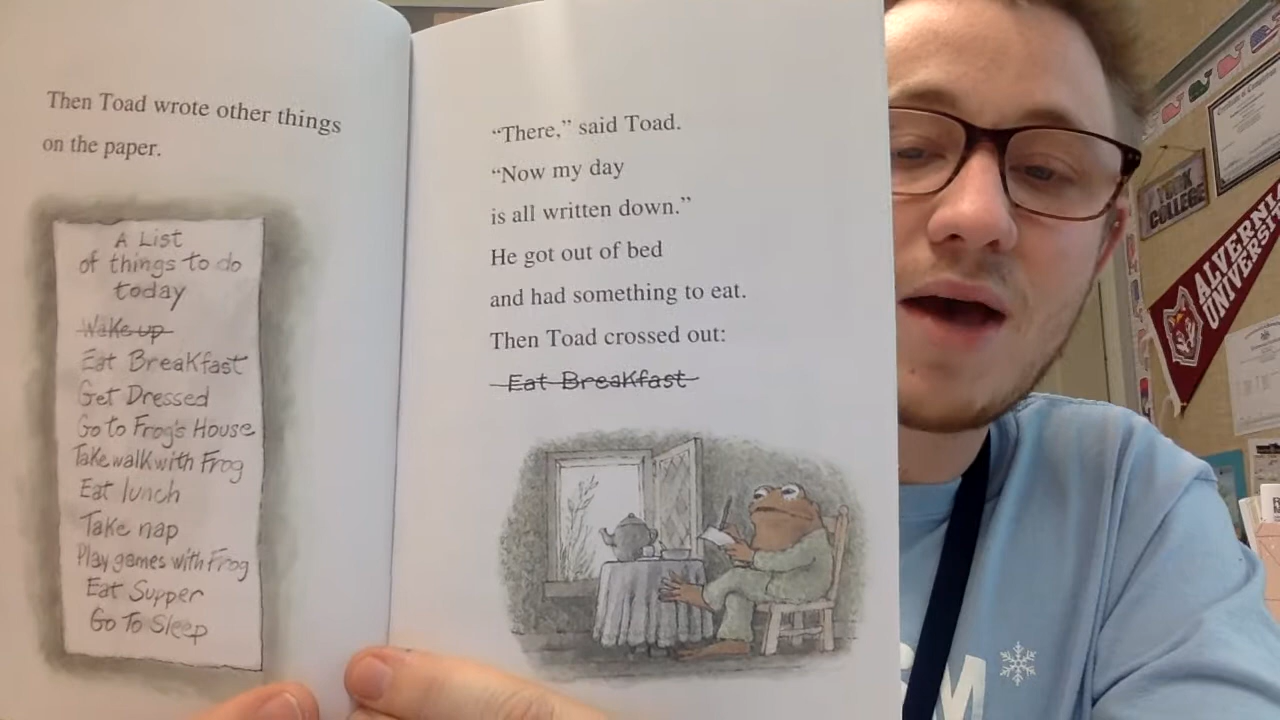 Then Toad wrote other things
on the paper.
A List
of things to do
today
Wake up
Eat Breakfast
Get Dressed
Go to Frog's House
Take walk with Frog
Eat lunch
Take nap
Play games with Frog
Eat Supper
Go To Sleep
“There,” said Toad.
“Now my day
is all written down.”
He got out of bed
and had something to eat.
Then Toad crossed out:
Eat Breakfast
YORK
COLLEGE
ALVERNIA
UNIVERSITY